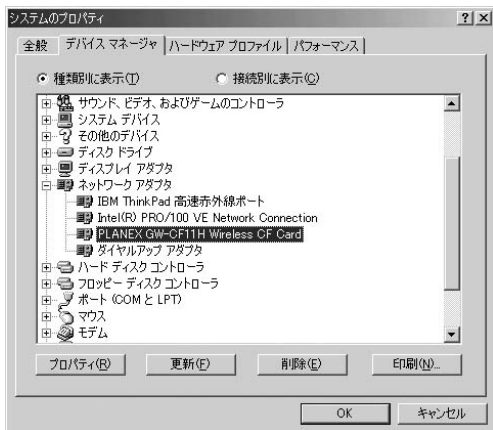 システムのプロパティ
全般 デバイス マネージャ ハードウェア プロファイル パフォーマンス
種類別に表示(T) 接続別に表示(C)
サウンド、ビデオ、およびゲームのコントローラ
システム デバイス
その他のデバイス
ディスク ドライブ
ディスプレイ アダプタ
ネットワーク アダプタ
IBM ThinkPad 高速赤外線ポート
Intel(R) PRO/100 VE Network Connection
PLANEX GW-CF11H Wireless CF Card
ダイヤルアップ アダプタ
ハード ディスク コントローラ
フロッピー ディスク コントローラ
ポート (COM と LPT)
マウス
モデム
プロパティ(R) 更新(F) 削除(E) 印刷(N)...
OK キャンセル